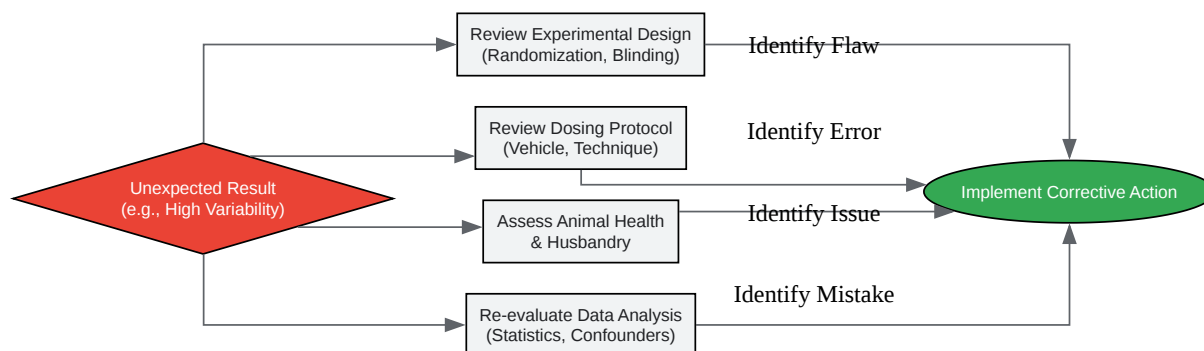 Review Experimental Design
(Randomization, Blinding)
Identify Flaw
Review Dosing Protocol
(Vehicle, Technique)
Identify Error
Unexpected Result
(e.g., High Variability)
Implement Corrective Action
Assess Animal Health
& Husbandry
Identify Issue
Re-evaluate Data Analysis
(Statistics, Confounders)
Identify Mistake